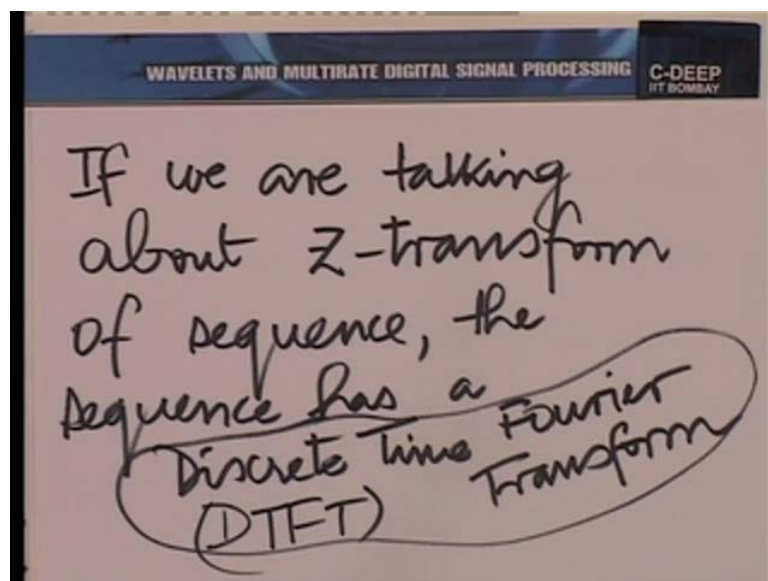 WAVELETS AND MULTIRATE DIGITAL SIGNAL PROCESSING
C-DEEP
IIT BOMBAY
If we are talking
about Z-transform
of sequence, the
sequence has a
Discrete Time Fourier
Transform
(DTFT)